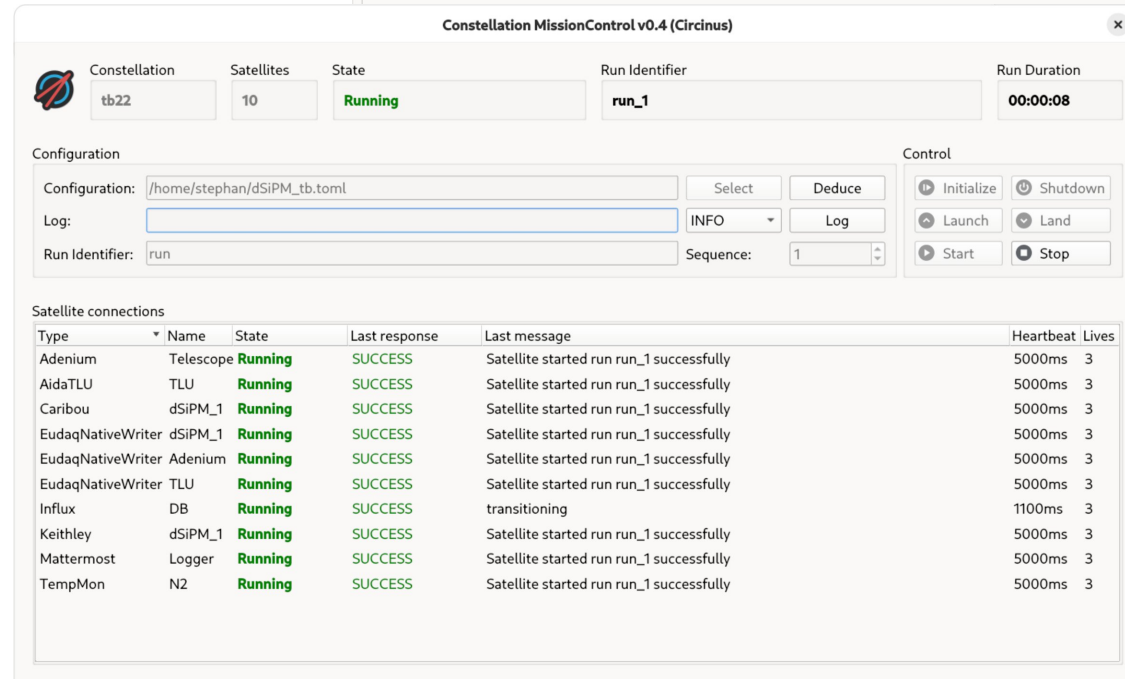 Constellation MissionControl v0.4 (Circinus)
Constellation Satellites State Run Identifier Run Duration
tb22 10 Running run_1 00:00:08
Configuration Control
Configuration: /home/stephan/dSiPM_tb.toml Select Deduce Initialize Shutdown
Log: INFO Log Launch Land
Run Identifier: run Sequence: 1 Start Stop
Satellite connections
Type Name State Last response Last message Heartbeat Lives
Adenium Telescope Running SUCCESS Satellite started run run_1 successfully 5000ms 3
AidaTLU TLU Running SUCCESS Satellite started run run_1 successfully 5000ms 3
Caribou dSiPM_1 Running SUCCESS Satellite started run run_1 successfully 5000ms 3
EudaqNativeWriter dSiPM_1 Running SUCCESS Satellite started run run_1 successfully 5000ms 3
EudaqNativeWriter Adenium Running SUCCESS Satellite started run run_1 successfully 5000ms 3
EudaqNativeWriter TLU Running SUCCESS Satellite started run run_1 successfully 5000ms 3
Influx DB Running SUCCESS transitioning 1100ms 3
Keithley dSiPM_1 Running SUCCESS Satellite started run run_1 successfully 5000ms 3
Mattermost Logger Running SUCCESS Satellite started run run_1 successfully 5000ms 3
TempMon N2 Running SUCCESS Satellite started run run_1 successfully 5000ms 3